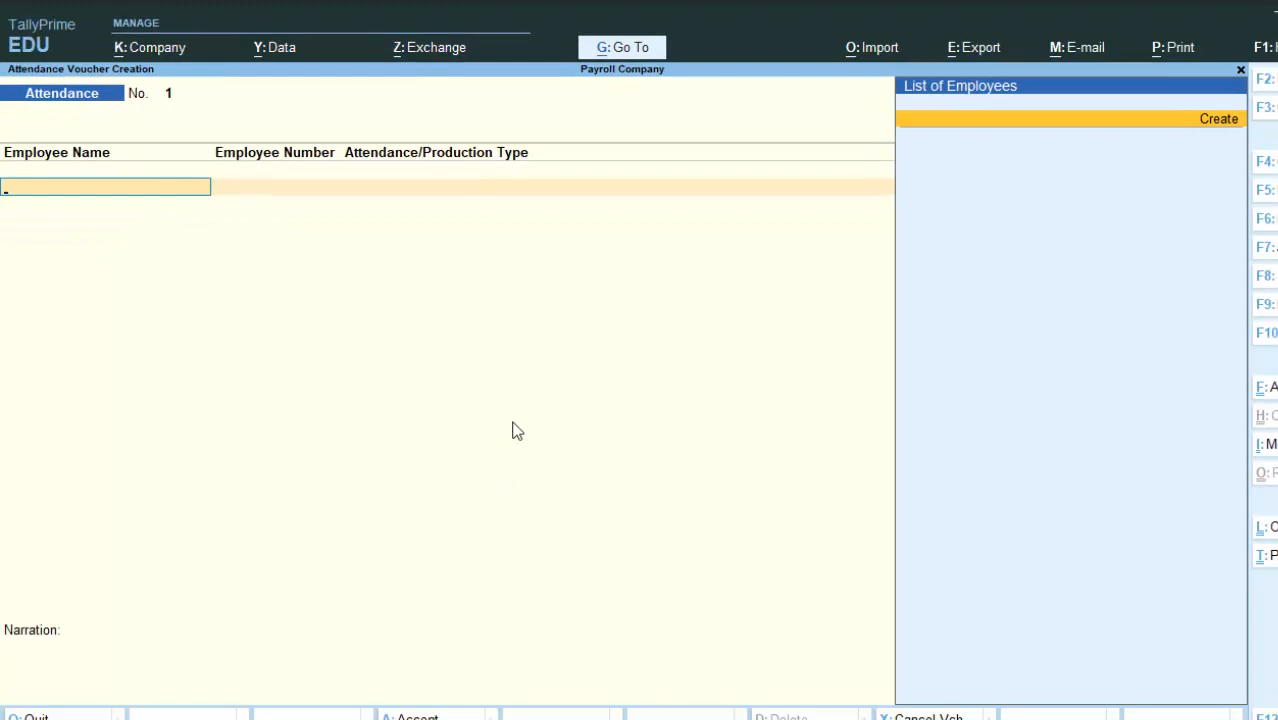 TallyPrime
EDU
MANAGE
K: Company
Y: Data
Z: Exchange
G: Go To
O: Import
E: Export
M: E-mail
P: Print
F1:
Attendance Voucher Creation
Payroll Company
Attendance No. 1
Employee Name Employee Number Attendance/Production Type
Narration:
List of Employees
Create
F2:
F3:
F4:
F5:
F6:
F7:
F8:
F9:
F10
F: A
H:
I: M
O: R
L:
T: P
Q: Quit
A: Accept
D: Delete
X: Cancel Vch
F12